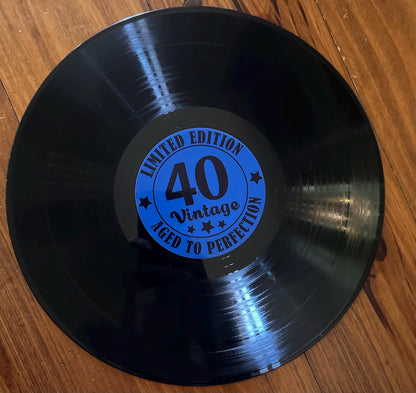 LIMITED EDITION
40
Vintage
AGED TO PERFECTION